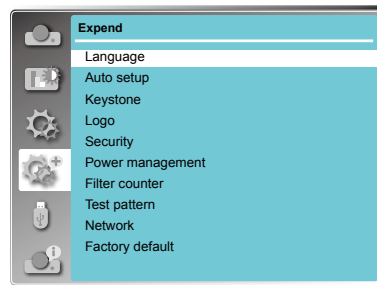 Expend
Language
Auto setup
Keystone
Logo
Security
Power management
Filter counter
Test pattern
Network
Factory default